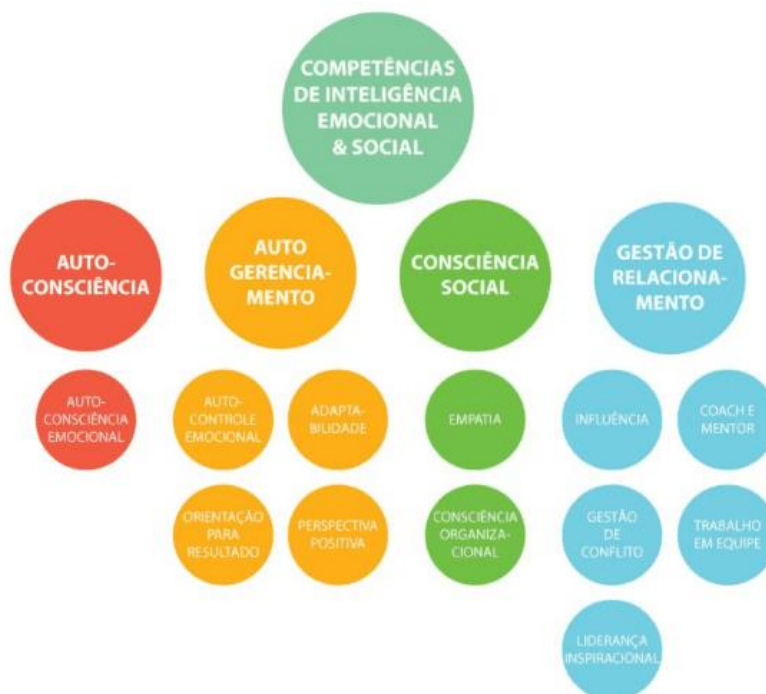 COMPETÊNCIAS
DE INTELIGÊNCIA
EMOCIONAL
& SOCIAL
AUTO-
CONSCIÊNCIA
AUTO
GERENCIA-
MENTO
CONSCIÊNCIA
SOCIAL
GESTÃO DE
RELACIONA-
MENTO
AUTO-
CONSCIÊNCIA
EMOCIONAL
AUTO-
CONTROLE
EMOCIONAL
ADAPTA-
BILIDADE
EMPATIA
INFLUÊNCIA
COACH E
MENTOR
ORIENTAÇÃO
PARA
RESULTADO
PERSPECTIVA
POSITIVA
CONSCIÊNCIA
ORGANIZA-
CIONAL
GESTÃO
DE
CONFLITO
TRABALHO
EM EQUIPE
LIDERANÇA
INSPIRACIONAL